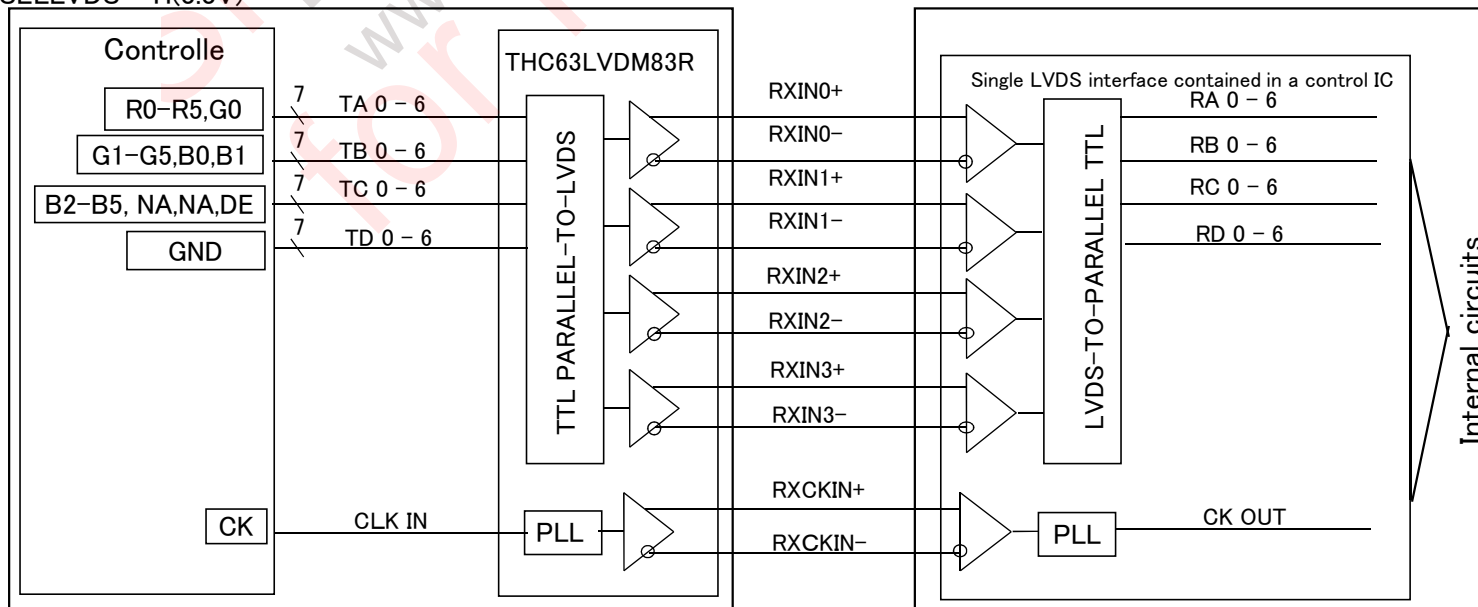 SELLVDS = H(3.3V)
Controlle
THC63LVDM83R
Single LVDS interface contained in a control IC
R0-R5,G0
7
TA 0 - 6
RXIN0+
RA 0 - 6
G1-G5,B0,B1
7
TB 0 - 6
RXIN0-
RB 0 - 6
B2-B5, NA,NA,DE
7
TC 0 - 6
RXIN1+
RC 0 - 6
GND
7
TD 0 - 6
RXIN1-
RD 0 - 6
TTL PARALLEL-TO-LVDS
RXIN2+
RXIN2-
RXIN3+
RXIN3-
LVDS-TO-PARALLEL TTL
Internal circuits
CK
CLK IN
PLL
RXCKIN+
RXCKIN-
PLL
CK OUT
for